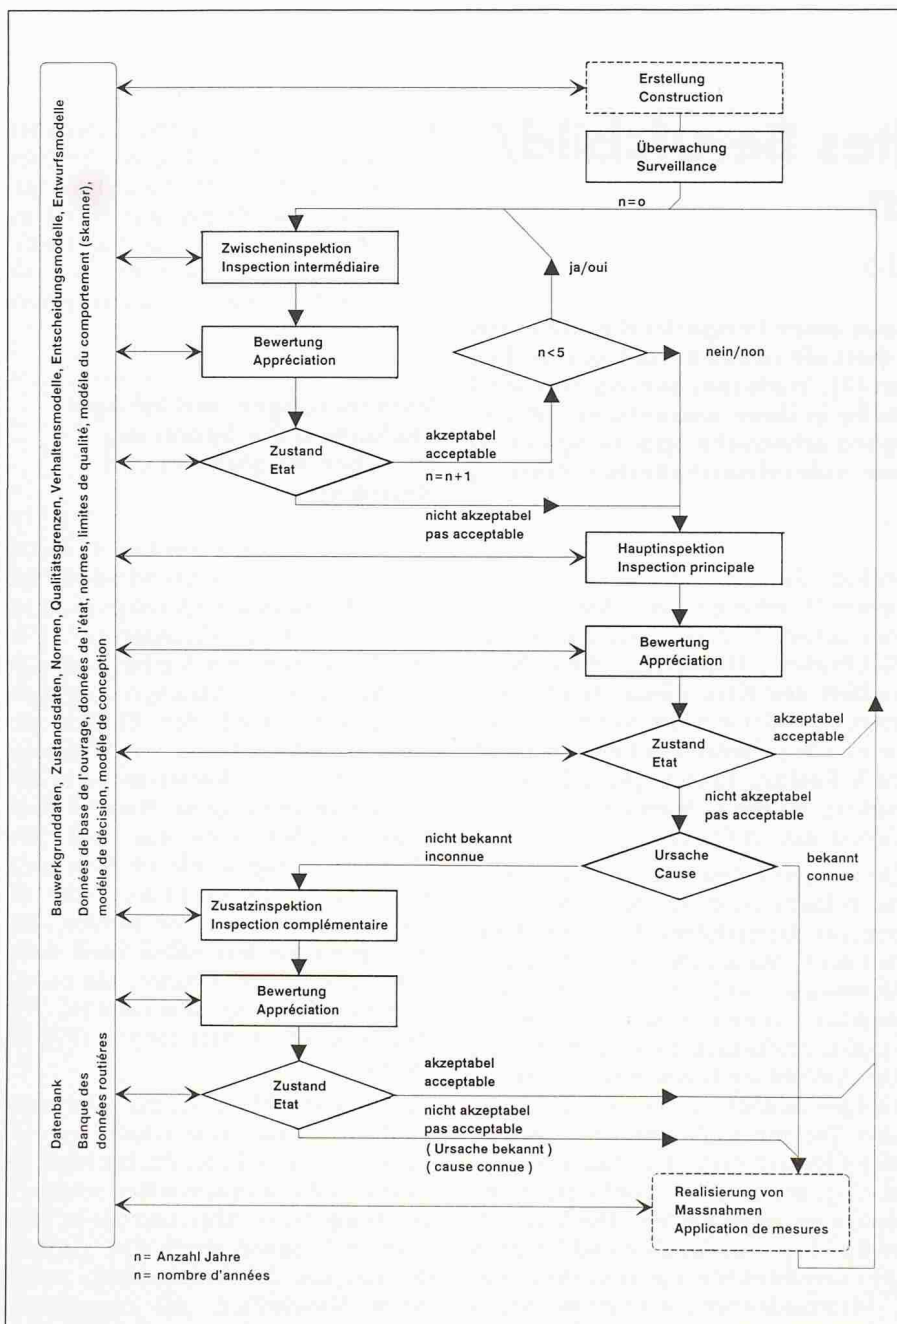 Erstellung
Construction
Überwachung
Surveillance
n=o
Zwischeninspektion
Inspection intermédiaire
ja/oui
Bewertung
Appréciation
n<5
nein/non
Zustand
Etat
akzeptabel
acceptable
n=n+1
nicht akzeptabel
pas acceptable
Hauptinspektion
Inspection principale
Bewertung
Appréciation
Zustand
Etat
akzeptabel
acceptable
nicht akzeptabel
pas acceptable
nicht bekannt
inconnue
Ursache
Cause
bekannt
connue
Zusatzinspektion
Inspection complémentaire
Bewertung
Appréciation
Zustand
Etat
akzeptabel
acceptable
nicht akzeptabel
pas acceptable
( Ursache bekannt )
( cause connue )
Realisierung von
Massnahmen
Application de mesures
Datenbank
Banque des
données routiéres
Bauwerkgrunddaten, Zustandsdaten, Normen, Qualitätsgrenzen, Verhaltensmodelle, Entscheidungsmodelle, Entwurfsmodelle
Données de base de l'ouvrage, données de l'état, normes, limites de qualité, modéle du comportement (skanner),
modéle de décision, modéle de conception
n= Anzahl Jahre
n= nombre d'années